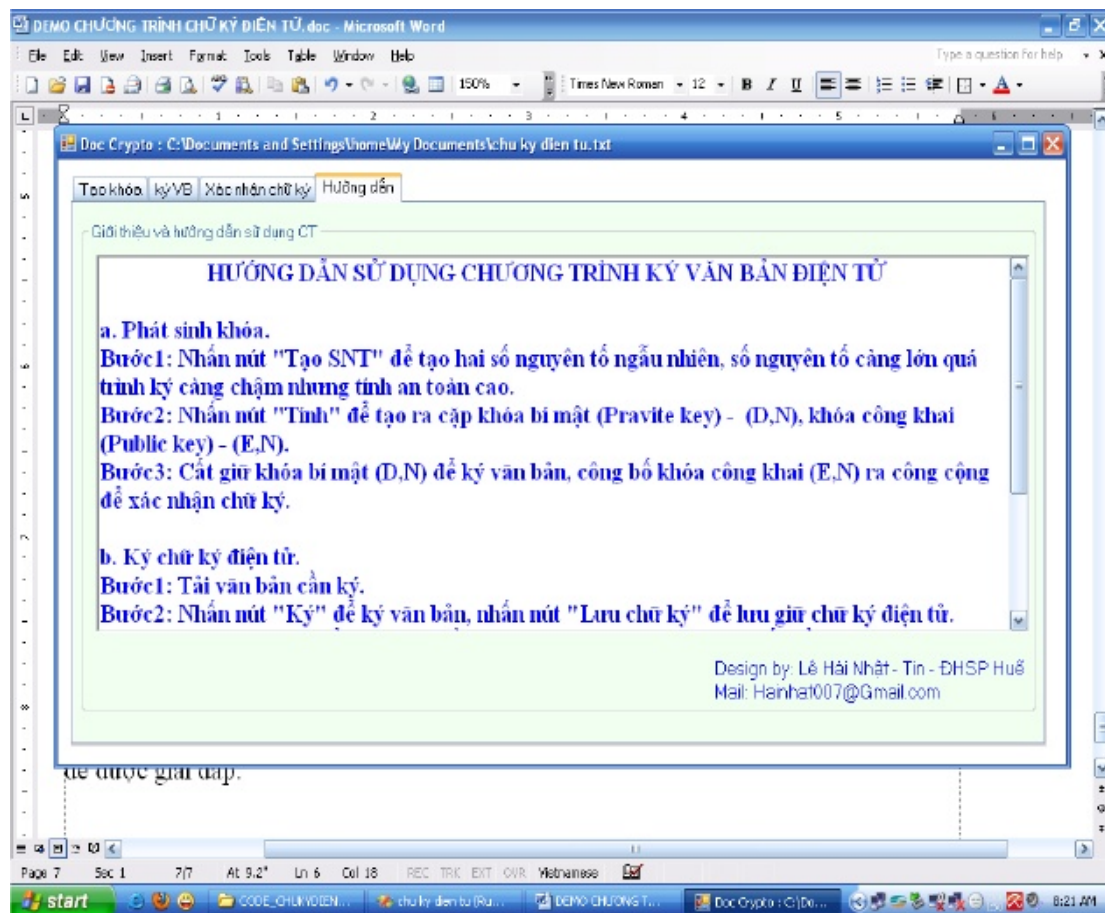 DEMO CHƯƠNG TRÌNH CHỮ KÝ ĐIỆN TỬ.doc - Microsoft Word
File Edit View Insert Format Tools Table Window Help Type a question for help
150% Times New Roman 12 B I U
Doc Crypto : C:\Documents and Settings\home\My Documents\chu ky dien tu.txt
Tạo khóa ký VB Xác nhận chữ ký Hướng dẫn
Giới thiệu và hướng dẫn sử dụng CT
HƯỚNG DẪN SỬ DỤNG CHƯƠNG TRÌNH KÝ VĂN BẢN ĐIỆN TỬ
a. Phát sinh khóa.
Bước1: Nhấn nút "Tạo SNT" để tạo hai số nguyên tố ngẫu nhiên, số nguyên tố càng lớn quá
trình ký càng chậm nhưng tính an toàn cao.
Bước2: Nhấn nút "Tính" để tạo ra cặp khóa bí mật (Pravite key) - (D,N), khóa công khai
(Public key) - (E,N).
Bước3: Cất giữ khóa bí mật (D,N) để ký văn bản, công bố khóa công khai (E,N) ra công cộng
để xác nhận chữ ký.
b. Ký chữ ký điện tử.
Bước1: Tải văn bản cần ký.
Bước2: Nhấn nút "Ký" để ký văn bản, nhấn nút "Lưu chữ ký" để lưu giữ chữ ký điện tử.
Design by: Lê Hải Nhật - Tin - ĐHSP Huế
Mail: Hainhat007@Gmail.com
để được giải đáp.
Page 7 Sec 1 7/7 At 9.2" Ln 6 Col 18 REC TRK EXT OVR Vietnamese
start CODE_CHUKYDIEN... chu ky dien tu (Ru... DEMO CHƯƠNG T... Doc Crypto : C:\Do... 8:21 AM